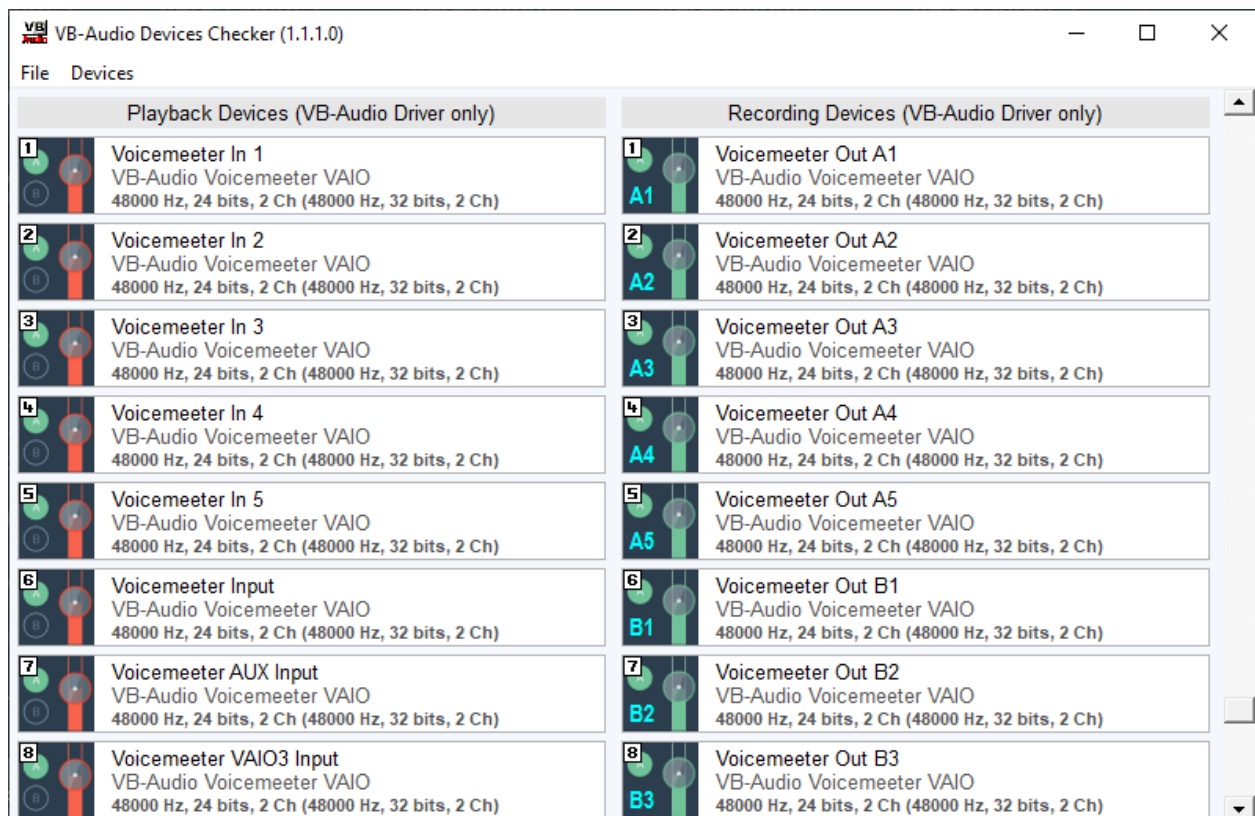 VB-Audio Devices Checker (1.1.1.0)
File Devices
Playback Devices (VB-Audio Driver only)
1
A
B
Voicemeeter In 1
VB-Audio Voicemeeter VAIO
48000 Hz, 24 bits, 2 Ch (48000 Hz, 32 bits, 2 Ch)
2
A
B
Voicemeeter In 2
VB-Audio Voicemeeter VAIO
48000 Hz, 24 bits, 2 Ch (48000 Hz, 32 bits, 2 Ch)
3
A
B
Voicemeeter In 3
VB-Audio Voicemeeter VAIO
48000 Hz, 24 bits, 2 Ch (48000 Hz, 32 bits, 2 Ch)
4
A
B
Voicemeeter In 4
VB-Audio Voicemeeter VAIO
48000 Hz, 24 bits, 2 Ch (48000 Hz, 32 bits, 2 Ch)
5
A
B
Voicemeeter In 5
VB-Audio Voicemeeter VAIO
48000 Hz, 24 bits, 2 Ch (48000 Hz, 32 bits, 2 Ch)
6
A
B
Voicemeeter Input
VB-Audio Voicemeeter VAIO
48000 Hz, 24 bits, 2 Ch (48000 Hz, 32 bits, 2 Ch)
7
A
B
Voicemeeter AUX Input
VB-Audio Voicemeeter VAIO
48000 Hz, 24 bits, 2 Ch (48000 Hz, 32 bits, 2 Ch)
8
A
B
Voicemeeter VAIO3 Input
VB-Audio Voicemeeter VAIO
48000 Hz, 24 bits, 2 Ch (48000 Hz, 32 bits, 2 Ch)
Recording Devices (VB-Audio Driver only)
1
A1
Voicemeeter Out A1
VB-Audio Voicemeeter VAIO
48000 Hz, 24 bits, 2 Ch (48000 Hz, 32 bits, 2 Ch)
2
A2
Voicemeeter Out A2
VB-Audio Voicemeeter VAIO
48000 Hz, 24 bits, 2 Ch (48000 Hz, 32 bits, 2 Ch)
3
A3
Voicemeeter Out A3
VB-Audio Voicemeeter VAIO
48000 Hz, 24 bits, 2 Ch (48000 Hz, 32 bits, 2 Ch)
4
A4
Voicemeeter Out A4
VB-Audio Voicemeeter VAIO
48000 Hz, 24 bits, 2 Ch (48000 Hz, 32 bits, 2 Ch)
5
A5
Voicemeeter Out A5
VB-Audio Voicemeeter VAIO
48000 Hz, 24 bits, 2 Ch (48000 Hz, 32 bits, 2 Ch)
6
B1
Voicemeeter Out B1
VB-Audio Voicemeeter VAIO
48000 Hz, 24 bits, 2 Ch (48000 Hz, 32 bits, 2 Ch)
7
B2
Voicemeeter Out B2
VB-Audio Voicemeeter VAIO
48000 Hz, 24 bits, 2 Ch (48000 Hz, 32 bits, 2 Ch)
8
B3
Voicemeeter Out B3
VB-Audio Voicemeeter VAIO
48000 Hz, 24 bits, 2 Ch (48000 Hz, 32 bits, 2 Ch)